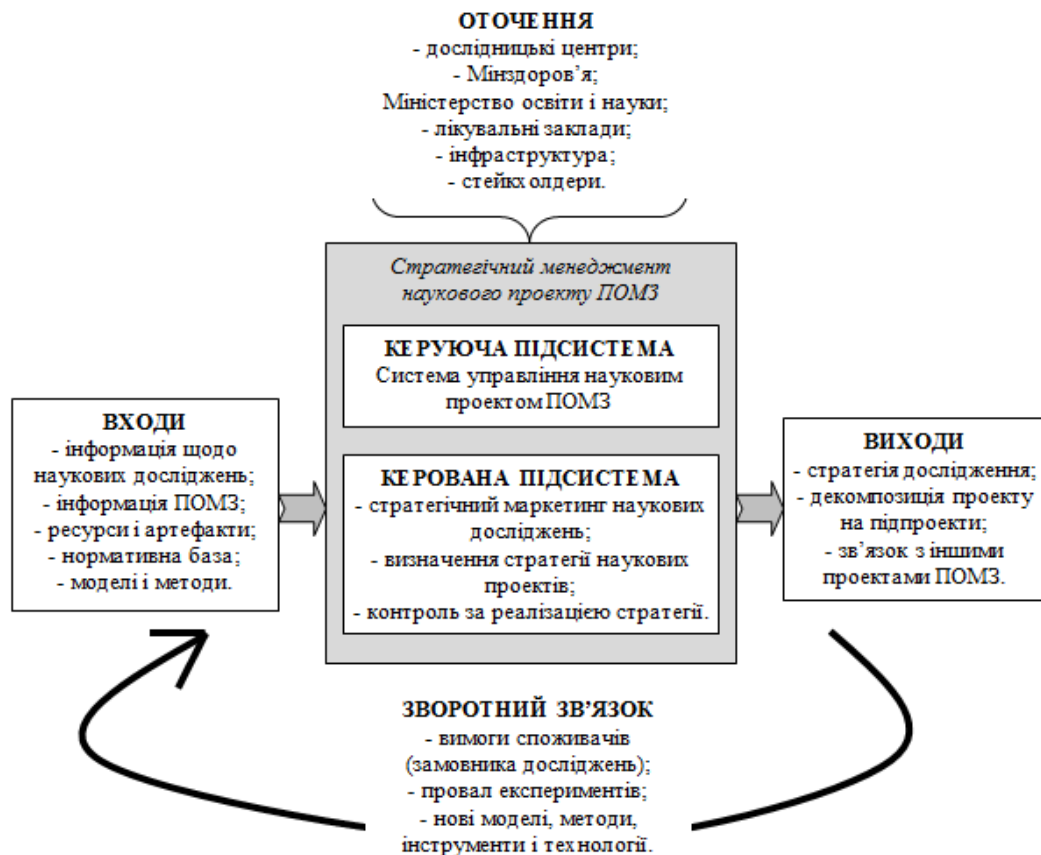 ОТОЧЕННЯ
- дослідницькі центри;
- Мінздоров’я;
Міністерство освіти і науки;
- лікувальні заклади;
- інфраструктура;
- стейкхолдери.
Стратегічний менеджмент
наукового проекту ПОМЗ
КЕРУЮЧА ПІДСИСТЕМА
Система управління науковим
проектом ПОМЗ
ВХОДИ
- інформація щодо
наукових досліджень;
- інформація ПОМЗ;
- ресурси і артефакти;
- нормативна база;
- моделі і методи.
КЕРОВАНА ПІДСИСТЕМА
- стратегічний маркетинг наукових
досліджень;
- визначення стратегії наукових
проектів;
- контроль за реалізацією стратегії.
ВИХОДИ
- стратегія дослідження;
- декомпозиція проекту
на підпроекти;
- зв’язок з іншими
проектами ПОМЗ.
ЗВОРОТНИЙ ЗВ’ЯЗОК
- вимоги споживачів
(замовника досліджень);
- провал експериментів;
- нові моделі, методи,
інструменти і технології.